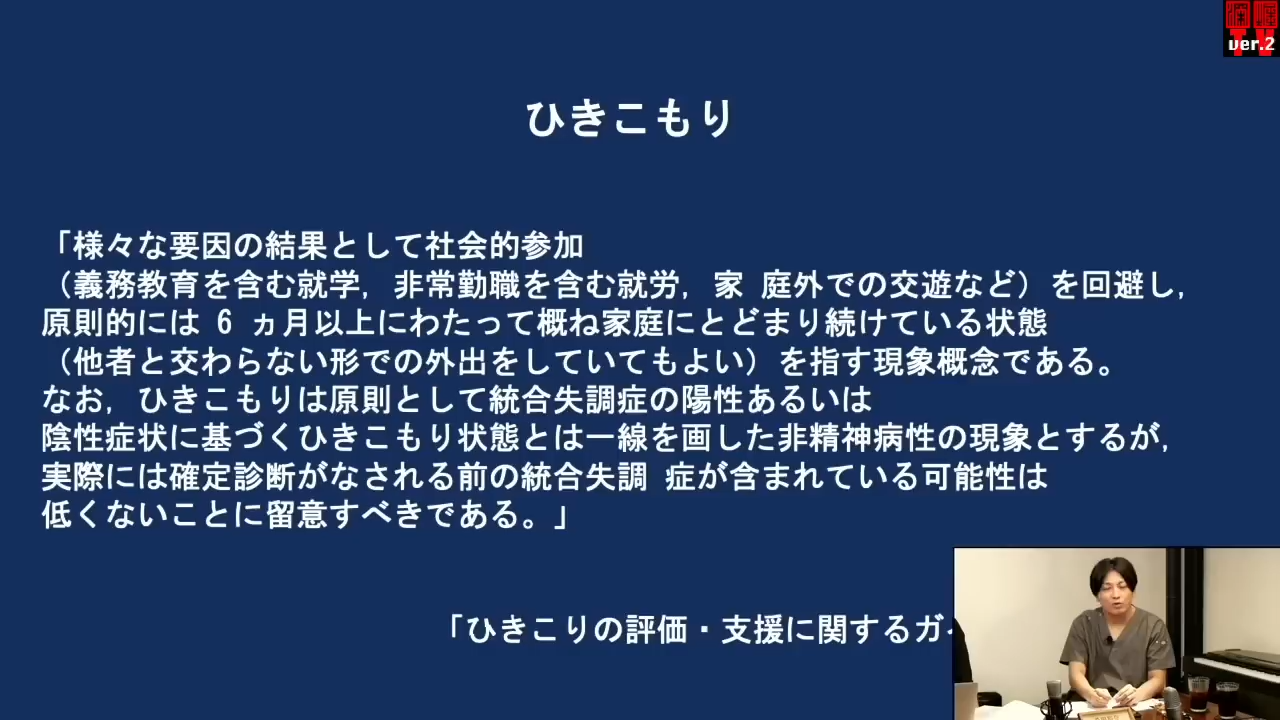 ver.2
ひきこもり
「様々な要因の結果として社会的参加
（義務教育を含む就学, 非常勤職を含む就労, 家 庭外での交遊など）を回避し,
原則的には 6 ヵ月以上にわたって概ね家庭にとどまり続けている状態
（他者と交わらない形での外出をしていてもよい）を指す現象概念である。
なお, ひきこもりは原則として統合失調症の陽性あるいは
陰性症状に基づくひきこもり状態とは一線を画した非精神病性の現象とするが,
実際には確定診断がなされる前の統合失調 症が含まれている可能性は
低くないことに留意すべきである。」
「ひきこりの評価・支援に関するガ